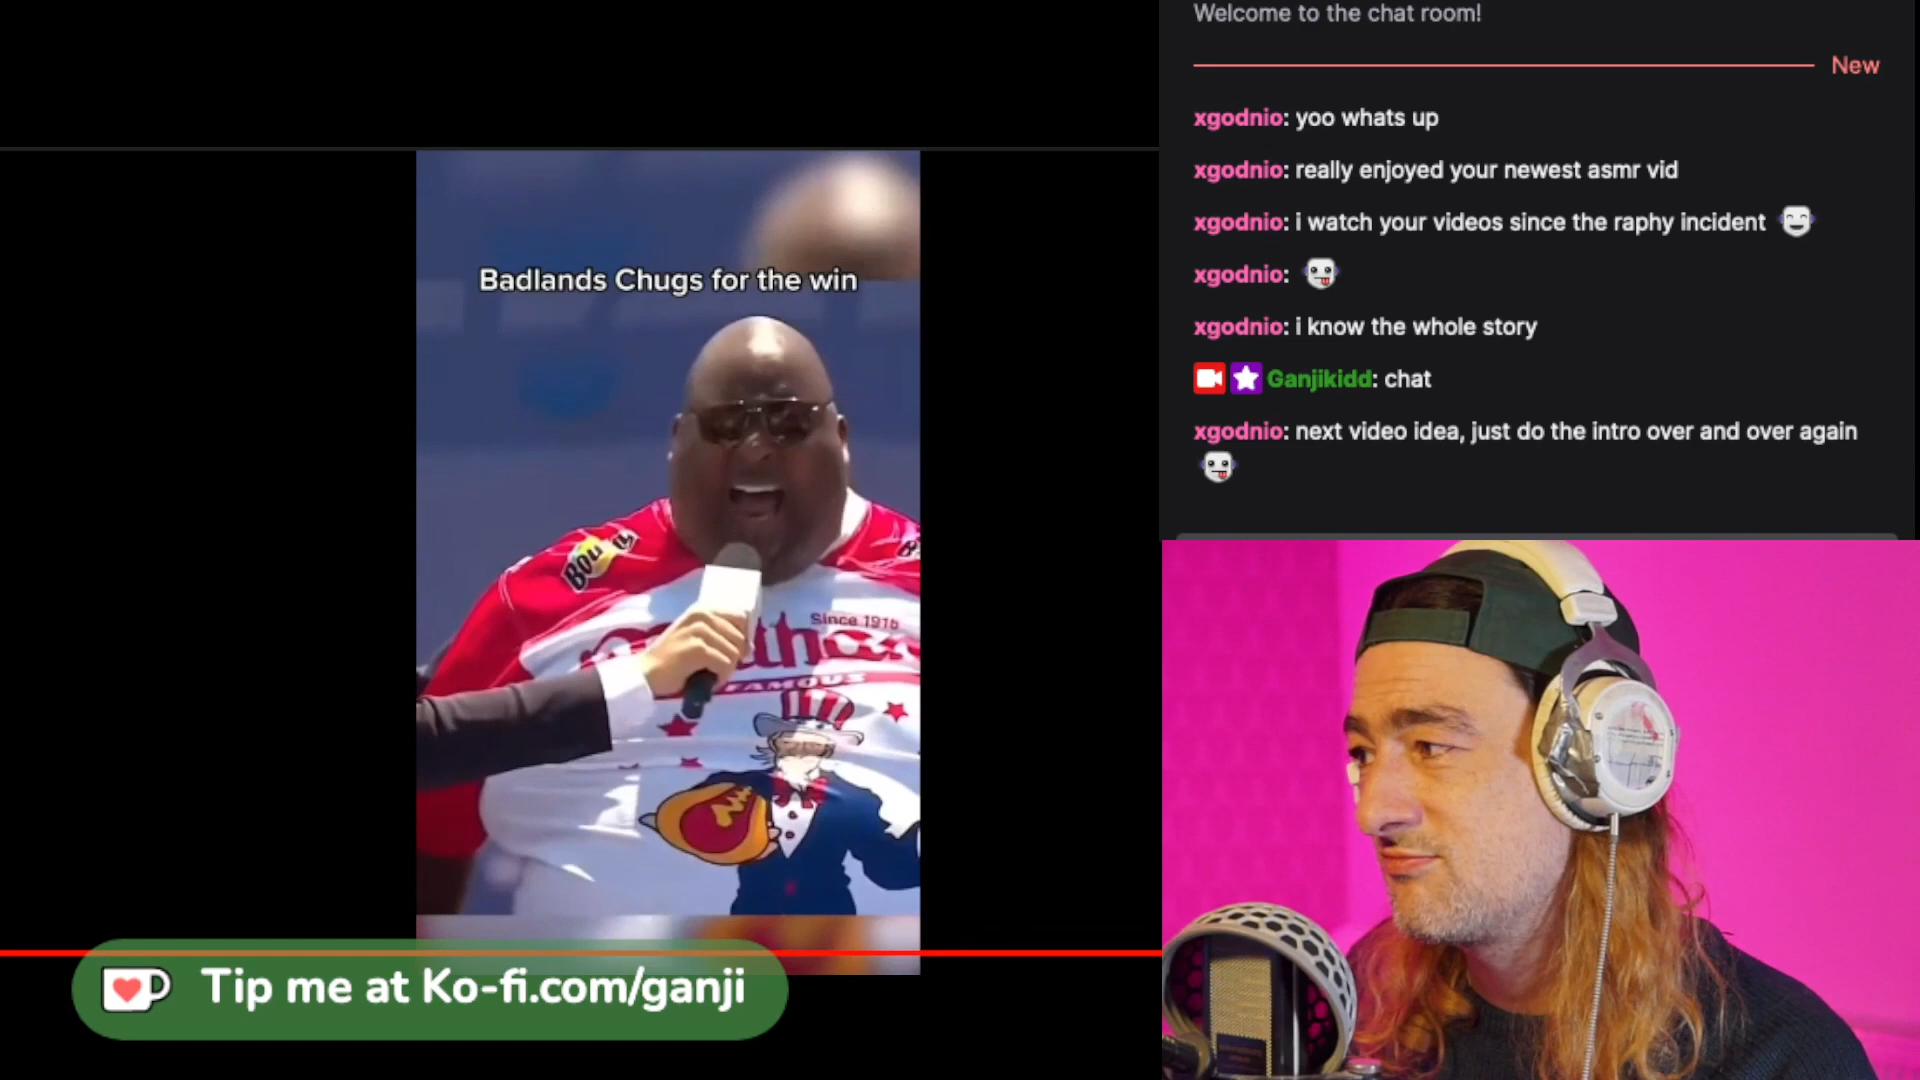 Welcome to the chat room!
New
xgodnio: yoo whats up
xgodnio: really enjoyed your newest asmr vid
xgodnio: i watch your videos since the raphy incident
xgodnio:
xgodnio: i know the whole story
Ganjikidd: chat
xgodnio: next video idea, just do the intro over and over again
Badlands Chugs for the win
Since 1916
FAMOUS
Tip me at Ko-fi.com/ganji